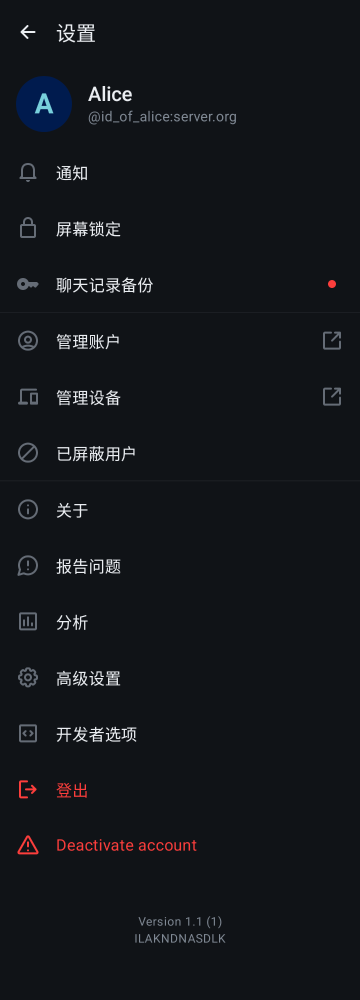 设置
A
Alice
@id_of_alice:server.org
通知
屏幕锁定
聊天记录备份
管理账户
管理设备
已屏蔽用户
关于
报告问题
分析
高级设置
开发者选项
登出
Deactivate account
Version 1.1 (1)
ILAKNDNASDLK